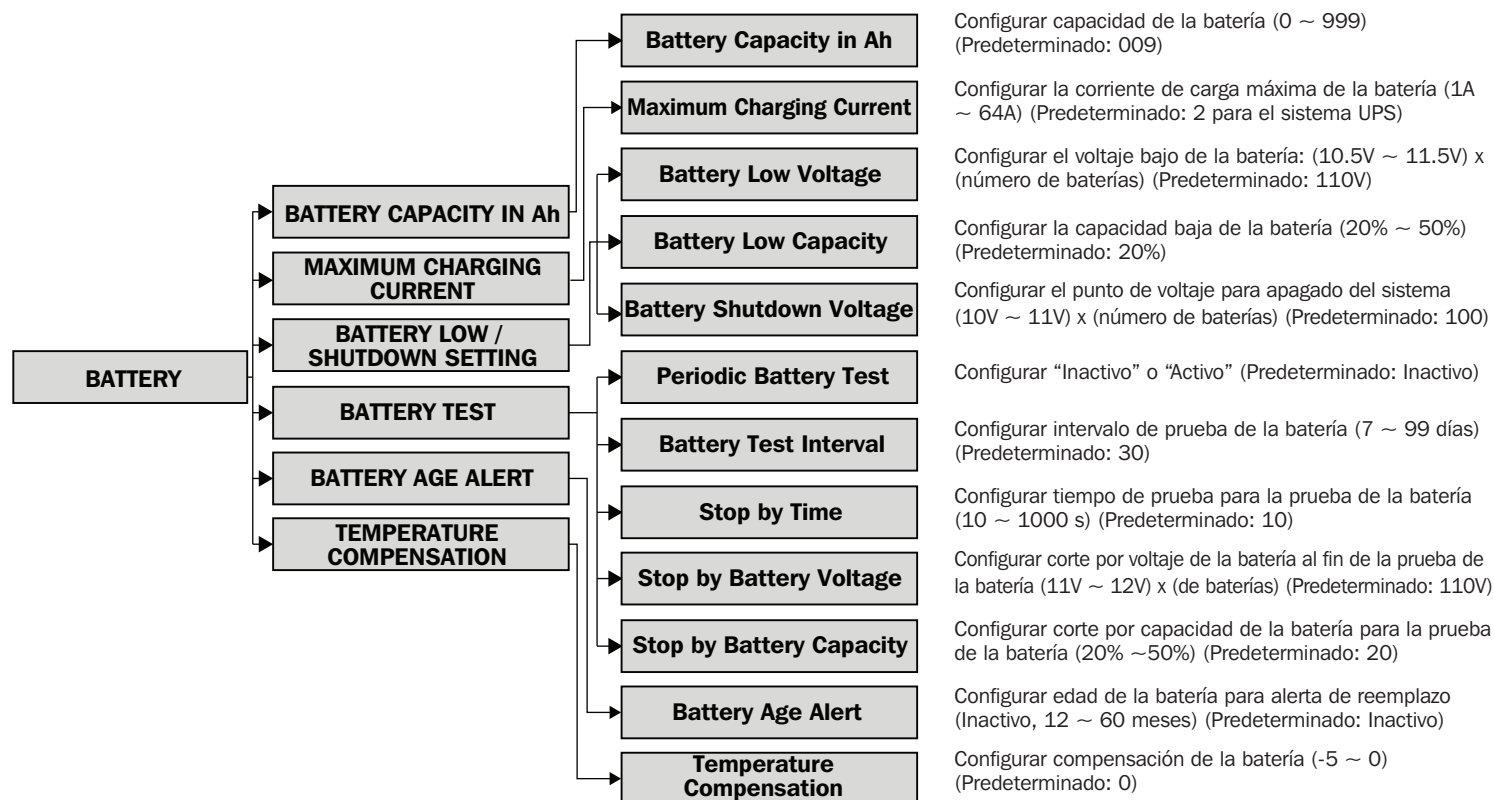 BATTERY
BATTERY CAPACITY IN Ah
MAXIMUM CHARGING
CURRENT
BATTERY LOW /
SHUTDOWN SETTING
BATTERY TEST
BATTERY AGE ALERT
TEMPERATURE
COMPENSATION
Battery Capacity in Ah
Configurar capacidad de la batería (0 ~ 999)
(Predeterminado: 009)
Maximum Charging Current
Configurar la corriente de carga máxima de la batería (1A
~ 64A) (Predeterminado: 2 para el sistema UPS)
Battery Low Voltage
Configurar el voltaje bajo de la batería: (10.5V ~ 11.5V) x
(número de baterías) (Predeterminado: 110V)
Battery Low Capacity
Configurar la capacidad baja de la batería (20% ~ 50%)
(Predeterminado: 20%)
Battery Shutdown Voltage
Configurar el punto de voltaje para apagado del sistema
(10V ~ 11V) x (número de baterías) (Predeterminado: 100)
Periodic Battery Test
Configurar “Inactivo” o “Activo” (Predeterminado: Inactivo)
Battery Test Interval
Configurar intervalo de prueba de la batería (7 ~ 99 días)
(Predeterminado: 30)
Stop by Time
Configurar tiempo de prueba para la prueba de la batería
(10 ~ 1000 s) (Predeterminado: 10)
Stop by Battery Voltage
Configurar corte por voltaje de la batería al fin de la prueba de
la batería (11V ~ 12V) x (de baterías) (Predeterminado: 110V)
Stop by Battery Capacity
Configurar corte por capacidad de la batería para la prueba
de la batería (20% ~50%) (Predeterminado: 20)
Battery Age Alert
Configurar edad de la batería para alerta de reemplazo
(Inactivo, 12 ~ 60 meses) (Predeterminado: Inactivo)
Temperature
Compensation
Configurar compensación de la batería (-5 ~ 0)
(Predeterminado: 0)